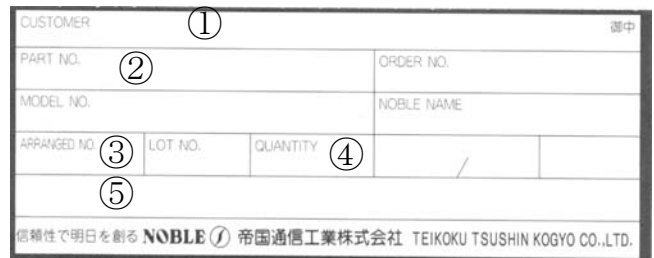 CUSTOMER ① 御中
PART NO. ② ORDER NO.
MODEL NO. NOBLE NAME
ARRANGED NO. ③ LOT NO. QUANTITY ④ /
⑤
信頼性で明日を創る NOBLE 帝国通信工業株式会社 TEIKOKU TSUSHIN KOGYO CO.,LTD.